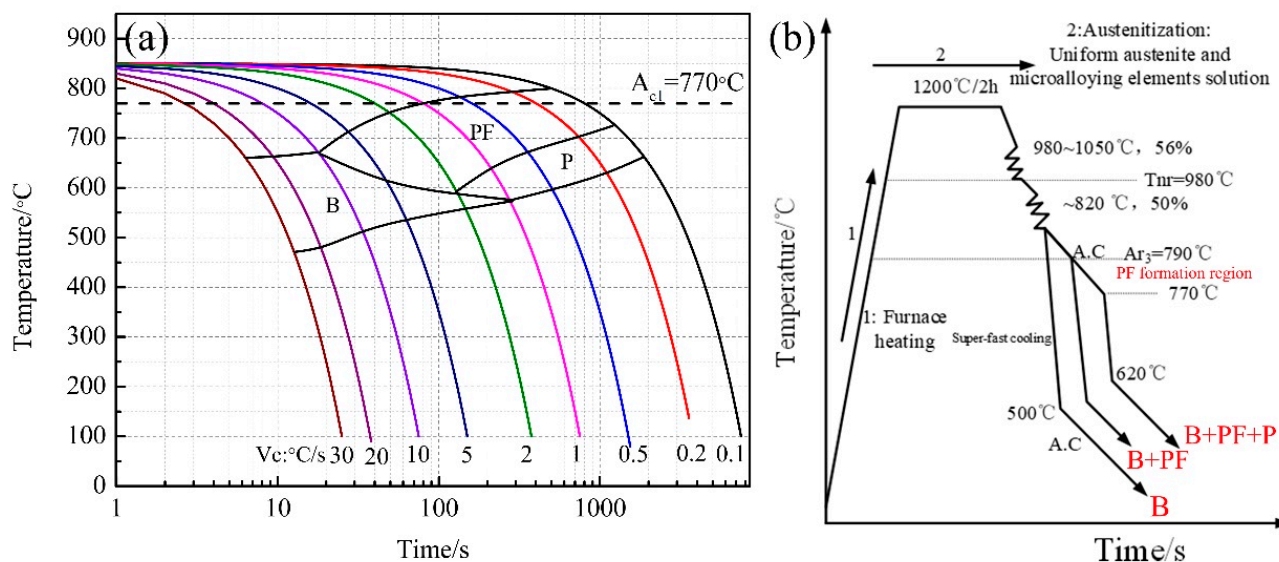 (a)
900
800
700
600
500
400
300
200
100
0
Temperature/°C
A_c1=770°C
PF
P
B
Vc:°C/s 30 20 10 5 2 1 0.5 0.2 0.1
1 10 100 1000
Time/s
(b)
2:Austenitization:
Uniform austenite and
microalloying elements solution
2
1200℃/2h
980~1050℃, 56%
Tnr=980℃
~820 ℃, 50%
A.C
Ar₃=790℃
PF formation region
770℃
1
1: Furnace
heating
Super-fast cooling
620℃
500℃
A.C
B+PF+P
B+PF
B
Temperature/℃
Time/s